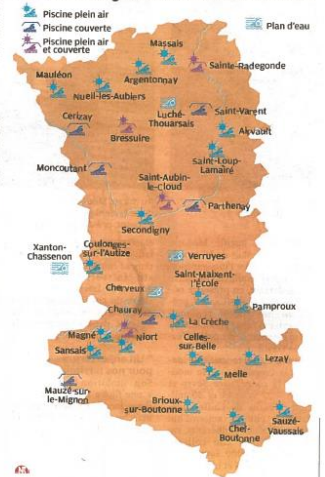 Piscine plein air
Piscine couverte
Piscine plein air
et couverte
Plan d'eau
Massais
Sainte-Radegonde
Mauléon
Argentonnay
Nueil-les-Aubiers
Cerizay
Luché-
Thouarsais
Saint-Varent
Bressuire
Airvault
Saint-Loup-
Lamairé
Moncoutant
Saint-Aubin-
le-Cloud
Parthenay
Secondigny
Xanton-
Chassenon
Coulonges-
sur-l'Autize
Verruyes
Saint-Maixent-
l'École
Cherveux
Pamproux
Chauray
La Crèche
Magné
Niort
Sansais
Celles-
sur-Belle
Lezay
Melle
Mauzé-sur-
le-Mignon
Brioux-
sur-Boutonne
Chef-
Boutonne
Sauzé-
Vaussais